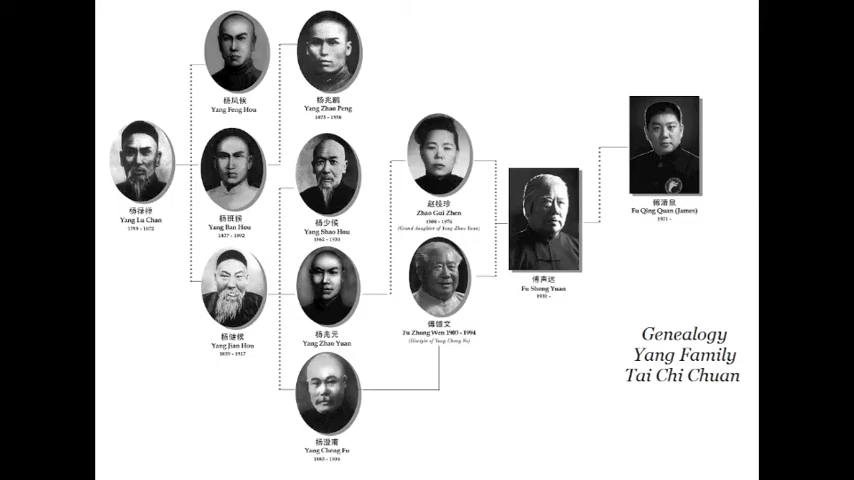 杨凤侯
Yang Feng Hou
杨兆鹏
Yang Zhao Peng
1875 - 1938
杨禄禅
Yang Lu Chan
1799 - 1872
杨班侯
Yang Ban Hou
1837 - 1892
杨少侯
Yang Shao Hou
1862 - 1930
赵桂珍
Zhao Gui Zhen
(Grand daughter of Yang Zhao Yuan)
傅清泉
Fu Qing Quan (James)
1971 -
傅声远
Fu Sheng Yuan
1931 -
杨健侯
Yang Jian Hou
1839 - 1917
杨兆元
Yang Zhao Yuan
傅锺文
Fu Zhong Wen 1903 - 1994
(Disciple of Yang Cheng Fu)
杨澄甫
Yang Cheng Fu
1883 - 1936
Genealogy
Yang Family
Tai Chi Chuan